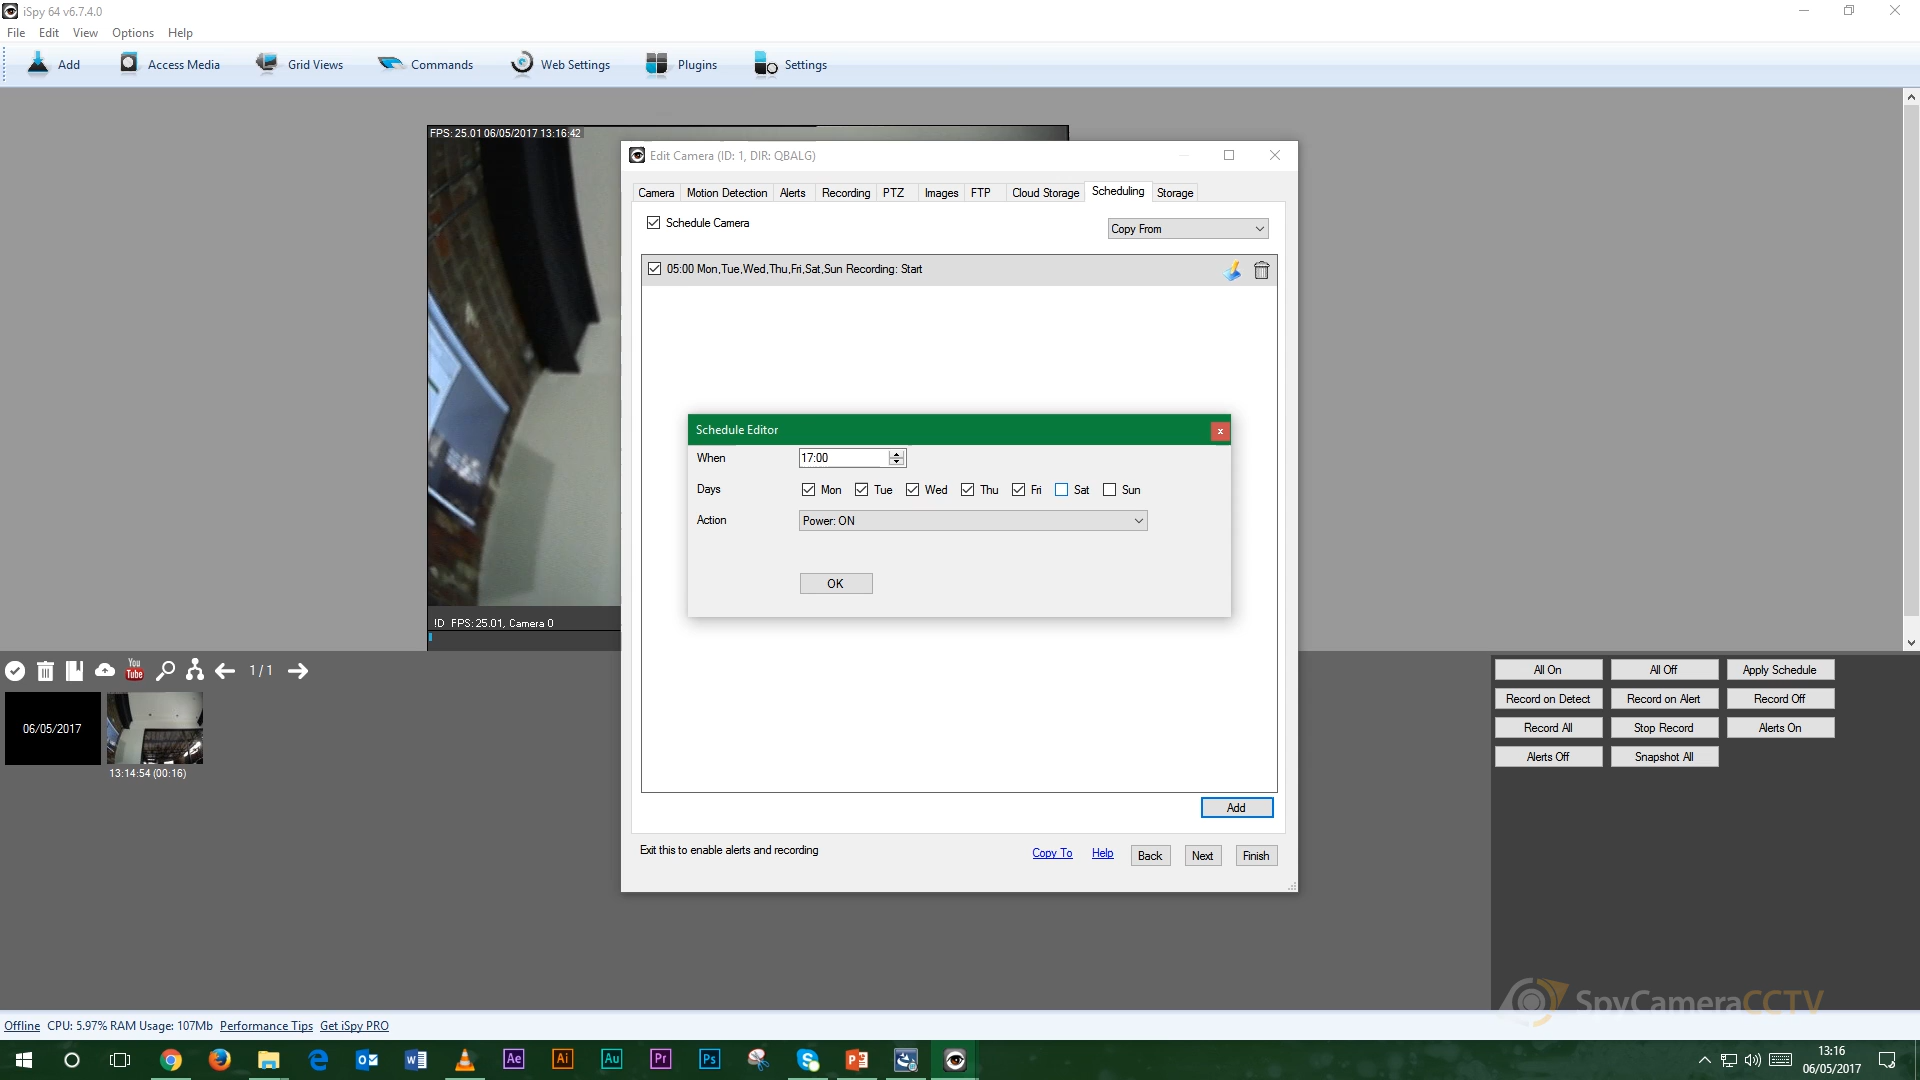 iSpy 64 v6.7.4.0
File Edit View Options Help
Add Access Media Grid Views Commands Web Settings Plugins Settings
FPS: 25.01 06/05/2017 13:16:42
Edit Camera (ID: 1, DIR: QBALG)
Camera Motion Detection Alerts Recording PTZ Images FTP Cloud Storage Scheduling Storage
Schedule Camera
Copy From
05:00 Mon,Tue,Wed,Thu,Fri,Sat,Sun Recording: Start
Schedule Editor
x
When 17:00
Days Mon Tue Wed Thu Fri Sat Sun
Action Power: ON
OK
!D FPS: 25.01, Camera 0
Add
Exit this to enable alerts and recording
Copy To Help Back Next Finish
You Tube
1 / 1
06/05/2017
13:14:54 (00:16)
All On All Off Apply Schedule
Record on Detect Record on Alert Record Off
Record All Stop Record Alerts On
Alerts Off Snapshot All
SpyCameraCCTV
Offline CPU: 5.97% RAM Usage: 107Mb Performance Tips Get iSpy PRO
Ae Ai Au Pr Ps
13:16
06/05/2017